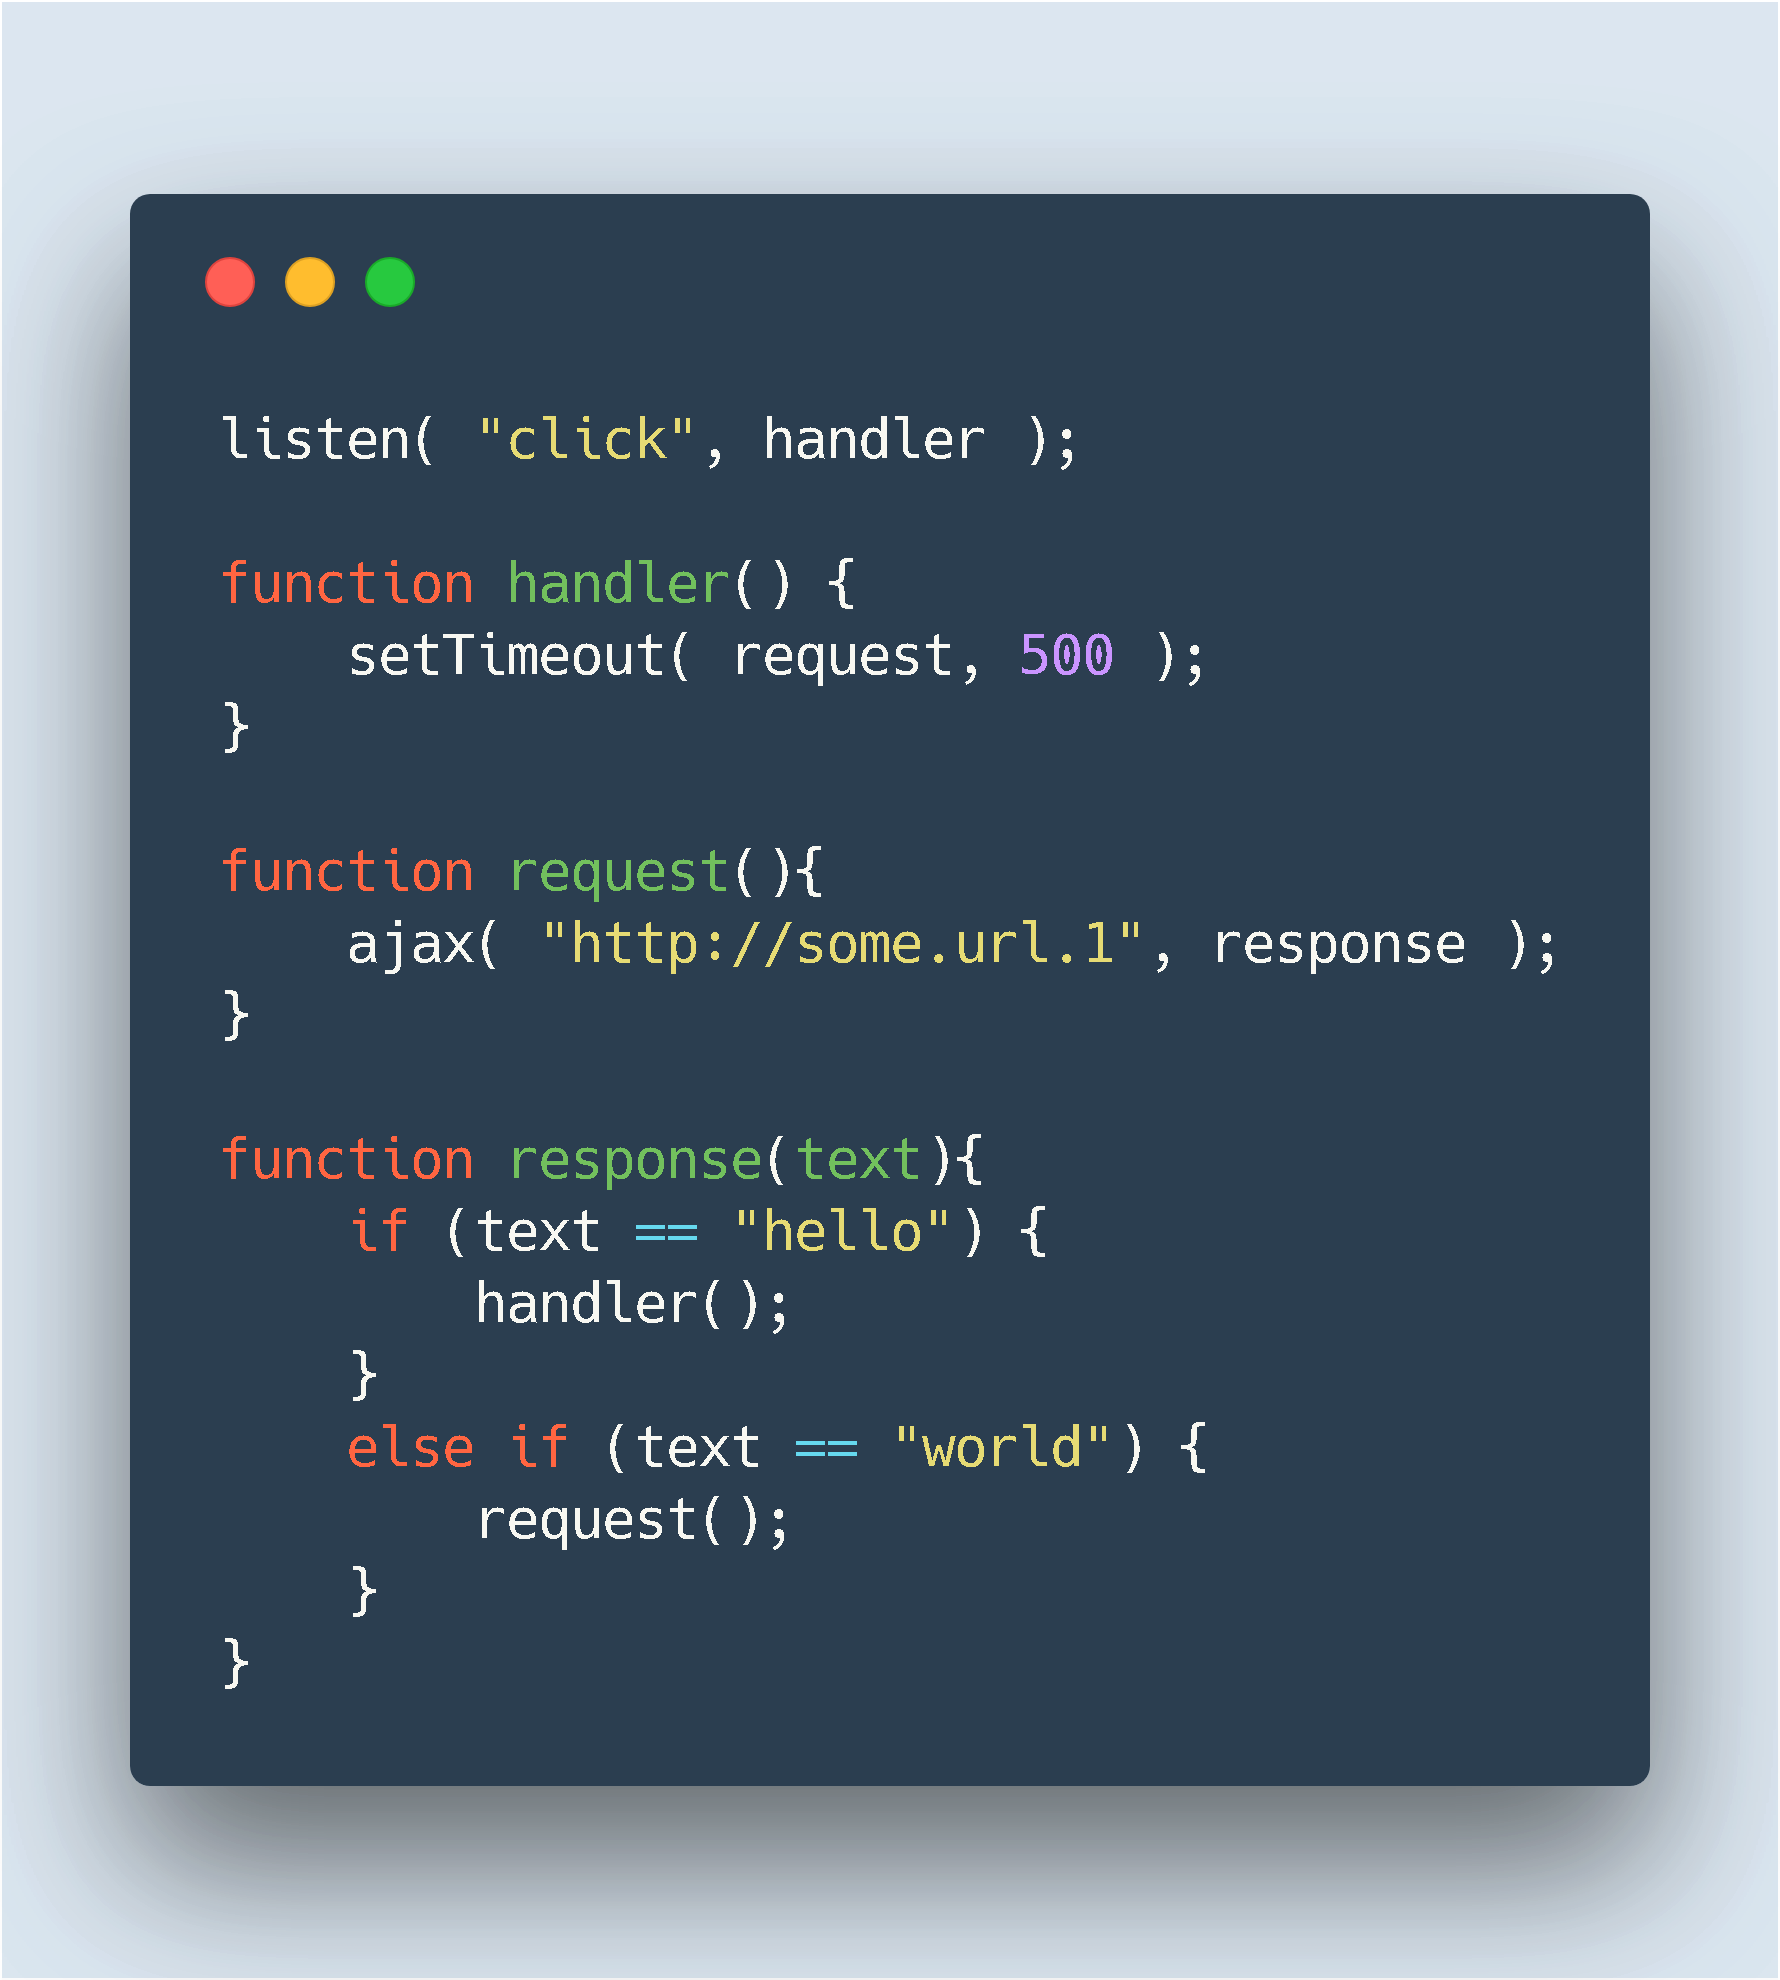 listen( "click", handler );
function handler() {
    setTimeout( request, 500 );
}
function request(){
    ajax( "http://some.url.1", response );
}
function response(text){
    if (text == "hello") {
        handler();
    }
    else if (text == "world") {
        request();
    }
}